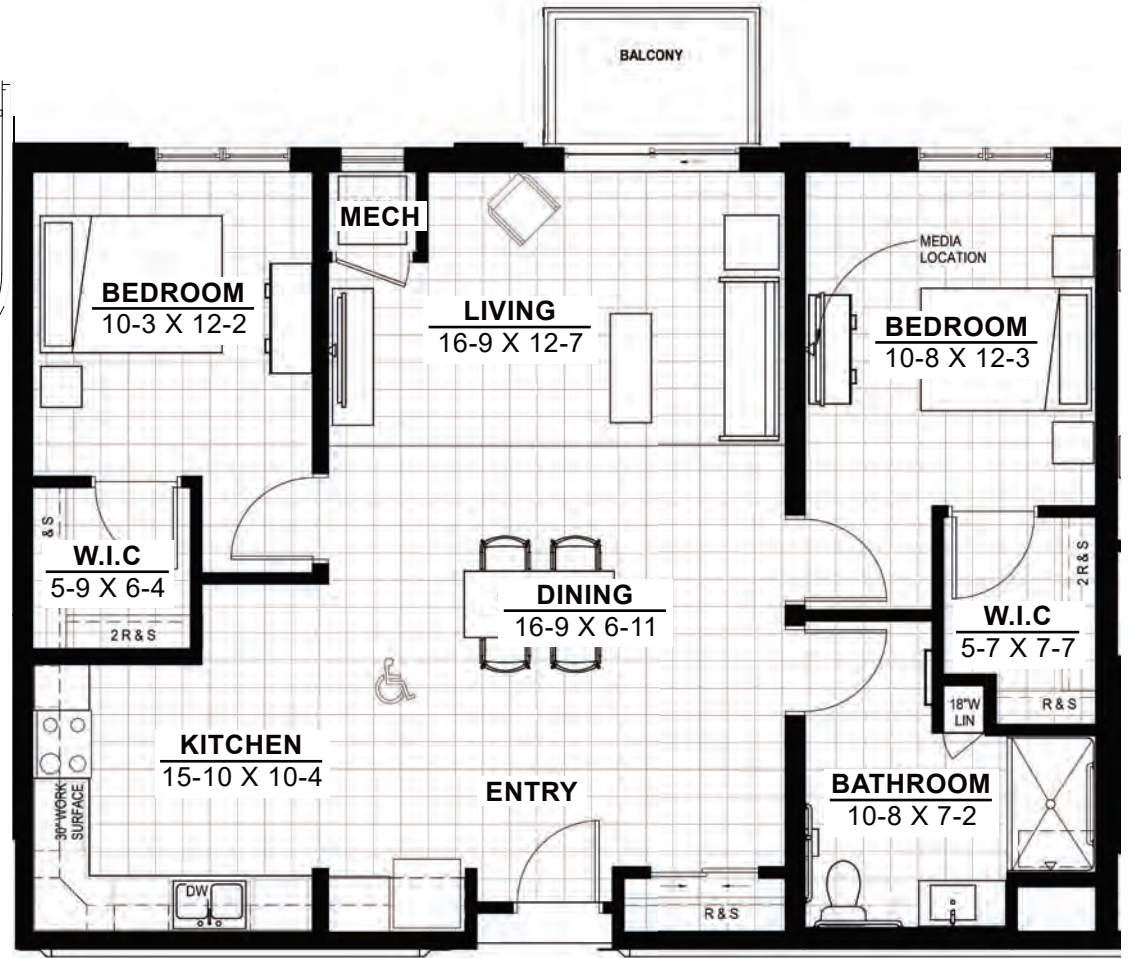 BALCONY
MECH
MEDIA
LOCATION
BEDROOM
10-3 X 12-2
LIVING
16-9 X 12-7
BEDROOM
10-8 X 12-3
& S
W.I.C
5-9 X 6-4
2 R & S
DINING
16-9 X 6-11
2 R & S
W.I.C
5-7 X 7-7
R & S
18"W
LIN
KITCHEN
15-10 X 10-4
30" WORK
SURFACE
ENTRY
BATHROOM
10-8 X 7-2
DW
R & S